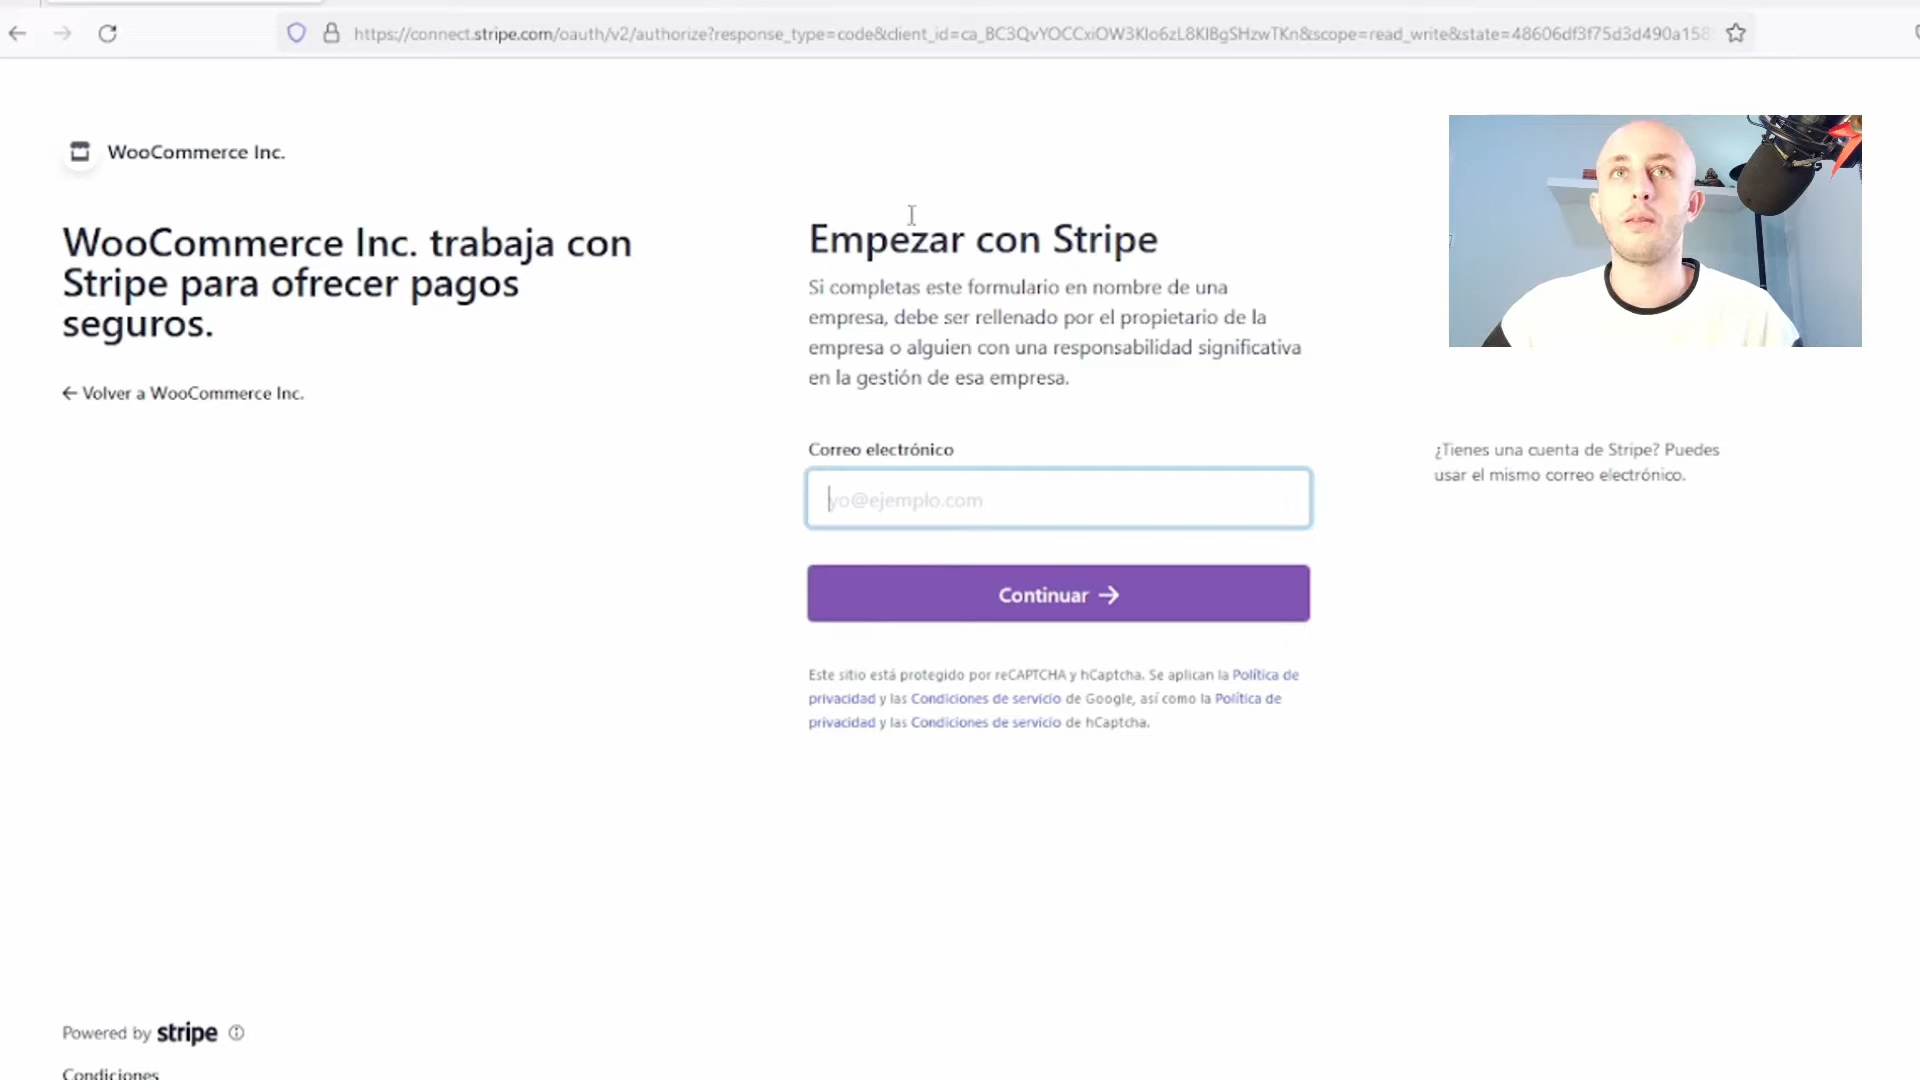 https://connect.stripe.com/oauth/v2/authorize?response_type=code&client_id=ca_BC3QvYOCCxiOW3KIo6zL8KIBgSHzwTKn&scope=read_write&state=48606df3f75d3d490a158
WooCommerce Inc.
WooCommerce Inc. trabaja con
Stripe para ofrecer pagos
seguros.
← Volver a WooCommerce Inc.
Empezar con Stripe
Si completas este formulario en nombre de una
empresa, debe ser rellenado por el propietario de la
empresa o alguien con una responsabilidad significativa
en la gestión de esa empresa.
Correo electrónico
yo@ejemplo.com
Continuar →
¿Tienes una cuenta de Stripe? Puedes
usar el mismo correo electrónico.
Este sitio está protegido por reCAPTCHA y hCaptcha. Se aplican la Política de
privacidad y las Condiciones de servicio de Google, así como la Política de
privacidad y las Condiciones de servicio de hCaptcha.
Powered by stripe
Condiciones